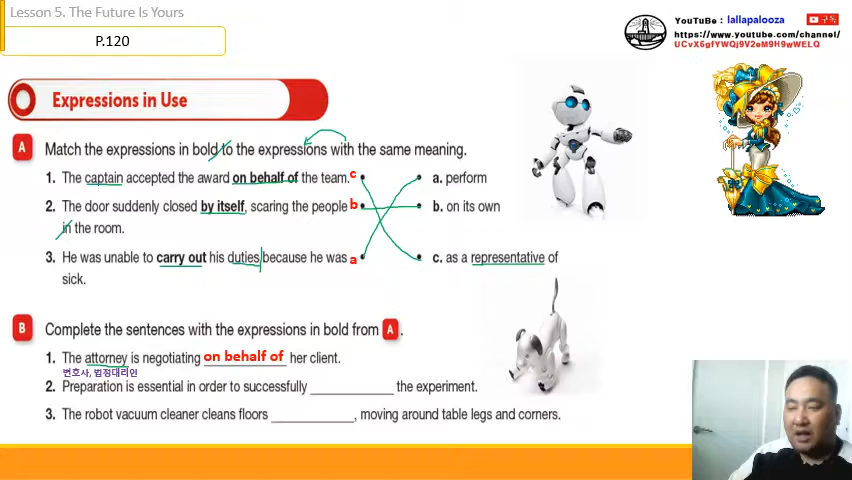 Lesson 5. The Future Is Yours
P.120
YouTuBe : lallapalooza
구독
https://www.youtube.com/channel/
UCvX6gfYWQj9V2eM9H9wWELQ
Expressions in Use
A Match the expressions in bold to the expressions with the same meaning.
1. The captain accepted the award on behalf of the team. c
a. perform
2. The door suddenly closed by itself, scaring the people b
in the room.
b. on its own
3. He was unable to carry out his duties because he was a
sick.
c. as a representative of
B Complete the sentences with the expressions in bold from A.
1. The attorney is negotiating on behalf of her client.
변호사, 법정대리인
2. Preparation is essential in order to successfully ____________ the experiment.
3. The robot vacuum cleaner cleans floors ____________, moving around table legs and corners.